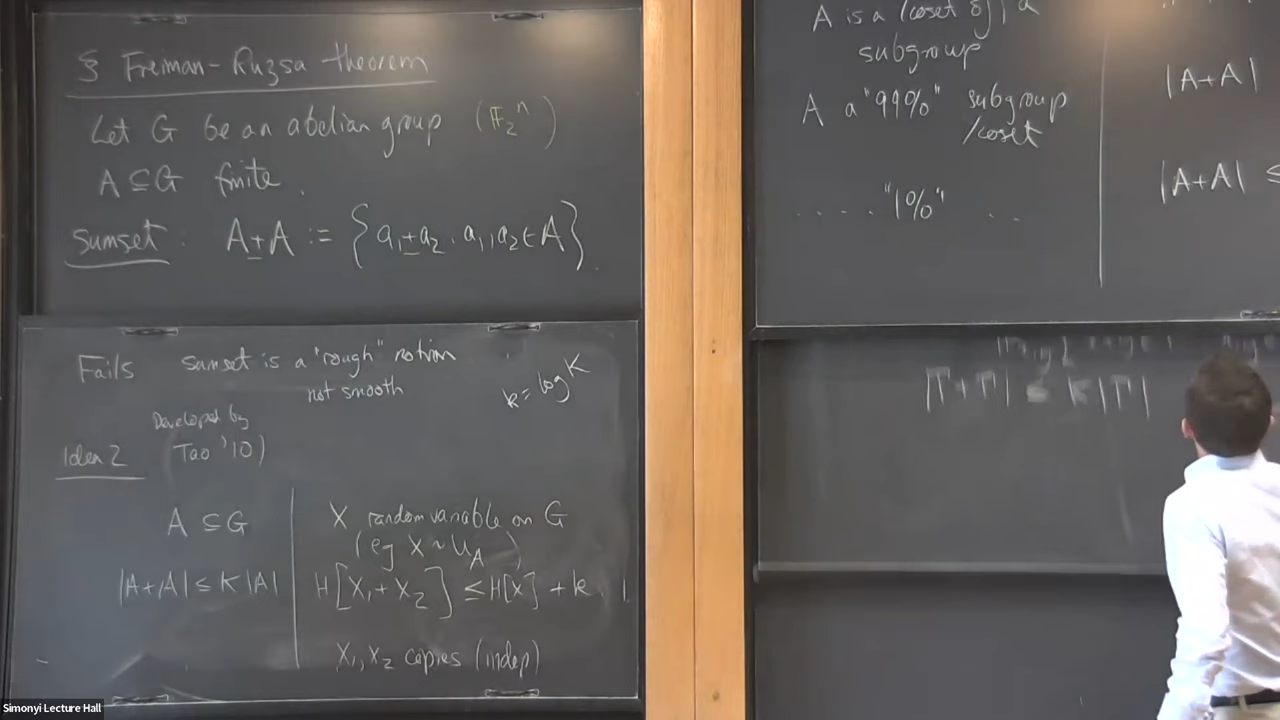 § Freiman-Ruzsa theorem
Let G be an abelian group (𝔽₂ⁿ)
A ⊆ G finite.
Sumset: A+A := {a₁+a₂ . a₁,a₂ ∈ A}.
Fails sumset is a "rough" notion
not smooth
k = log K
Developed by
Idea 2 Tao '10)
A ⊆ G
|A+A| ≤ K|A|
X random variable on G
(eg X ~ U_A)
H[X₁+X₂] ≤ H[X] + k.
X₁, X₂ copies (indep)
A is a (coset of) a
subgroup
A a "99%" subgroup
/coset
..... "1%" ...
|A+A|
|A+A| ≤
|Γ+Γ| ≤ K|Γ|
Simonyi Lecture Hall